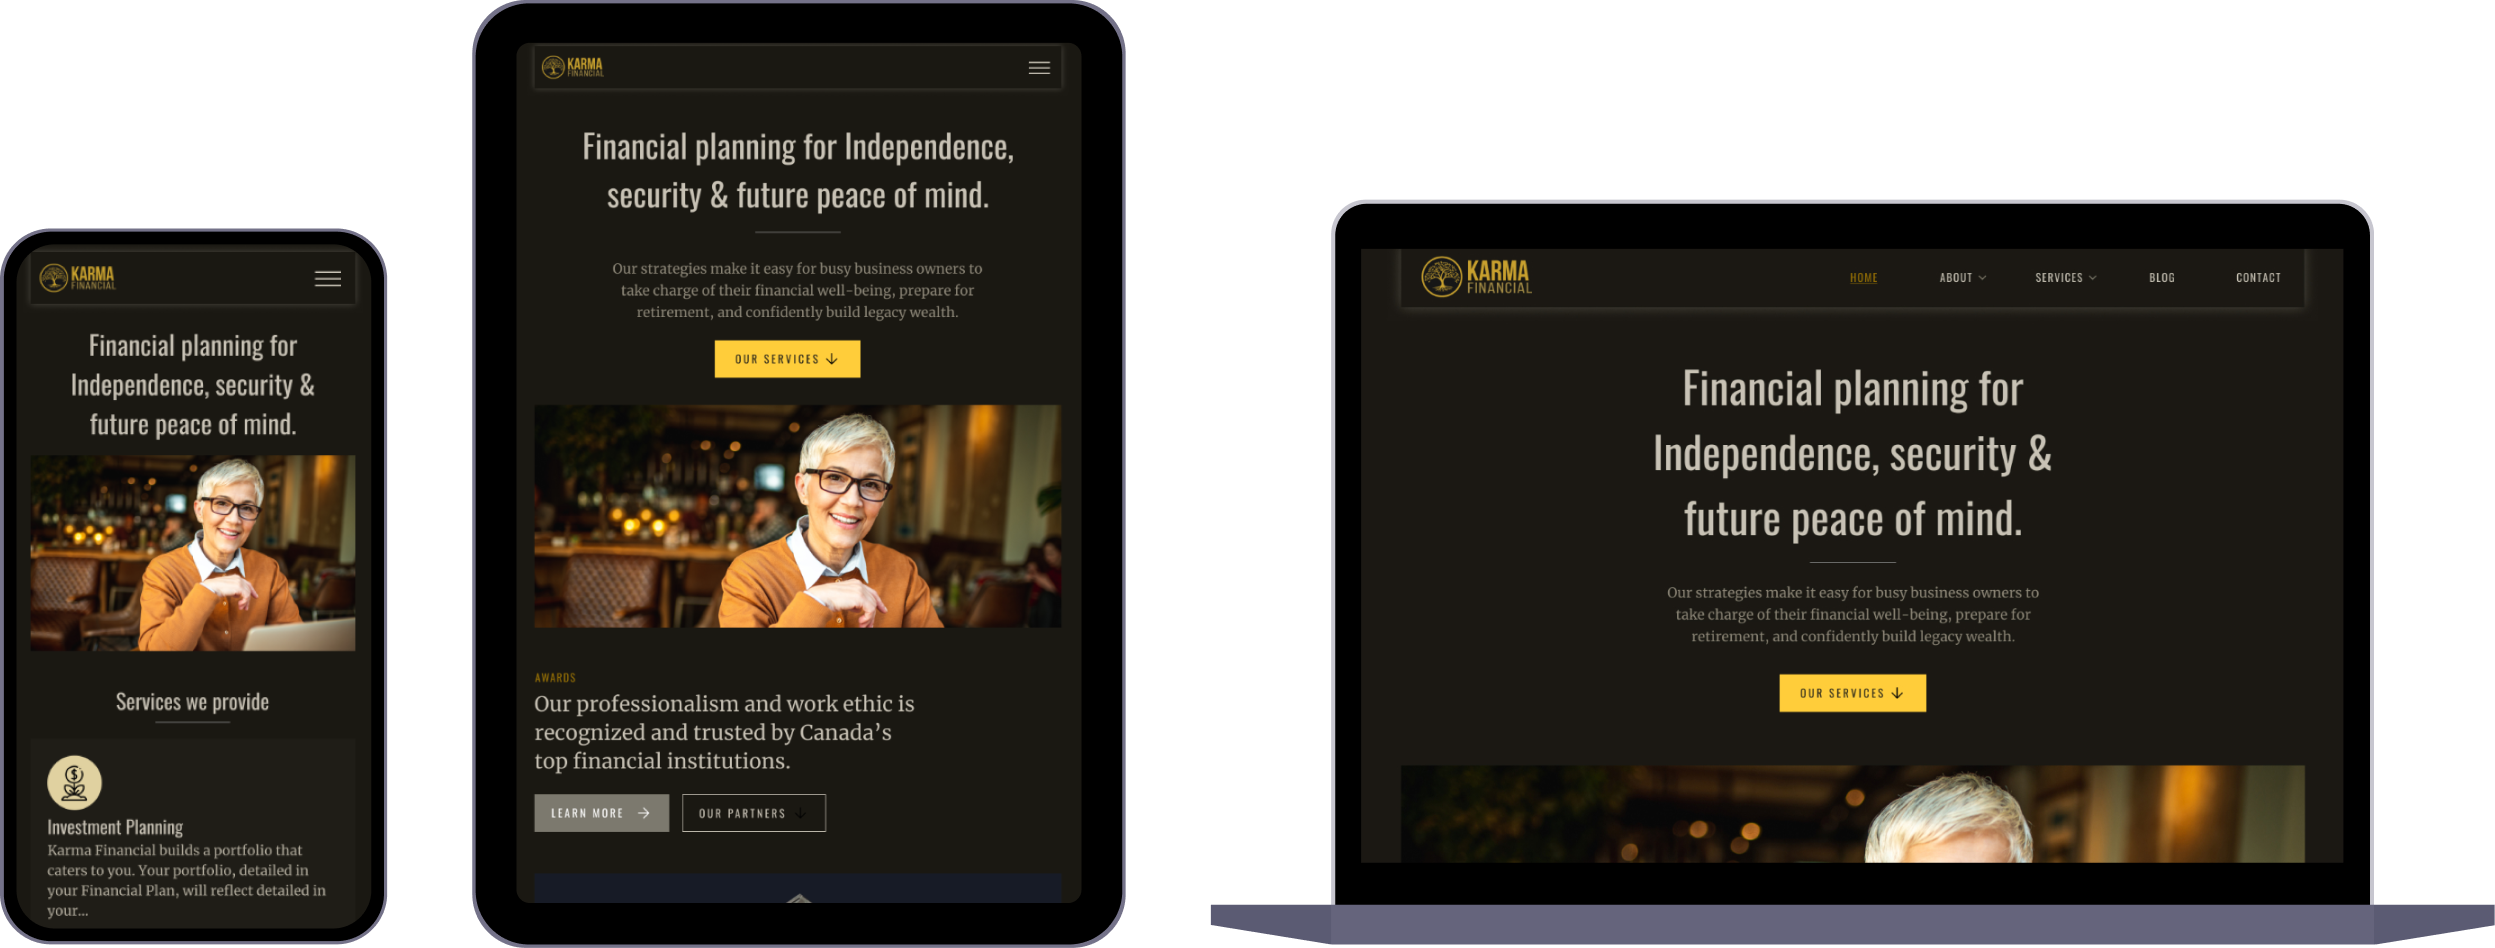 KARMA
FINANCIAL
Financial planning for
Independence, security &
future peace of mind.
Services we provide
Investment Planning
Karma Financial builds a portfolio that
caters to you. Your portfolio, detailed in
your Financial Plan, will reflect detailed in
your...
KARMA
FINANCIAL
Financial planning for Independence,
security & future peace of mind.
Our strategies make it easy for busy business owners to
take charge of their financial well-being, prepare for
retirement, and confidently build legacy wealth.
OUR SERVICES
AWARDS
Our professionalism and work ethic is
recognized and trusted by Canada’s
top financial institutions.
LEARN MORE
OUR PARTNERS
KARMA
FINANCIAL
HOME
ABOUT
SERVICES
BLOG
CONTACT
Financial planning for
Independence, security &
future peace of mind.
Our strategies make it easy for busy business owners to
take charge of their financial well-being, prepare for
retirement, and confidently build legacy wealth.
OUR SERVICES